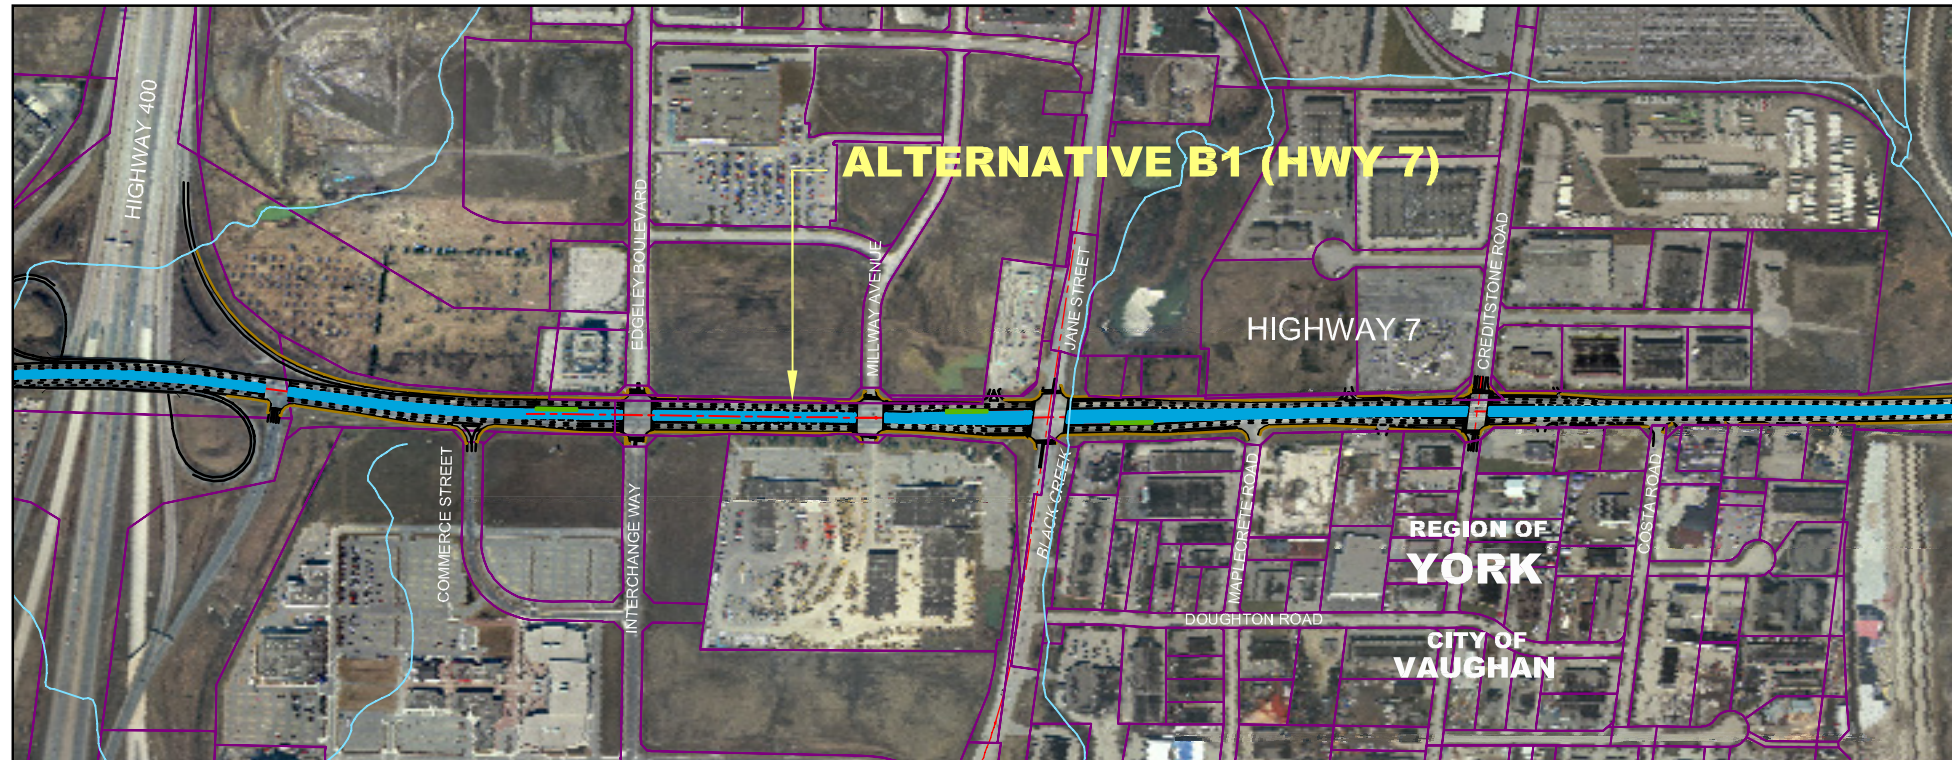 HIGHWAY 400
ALTERNATIVE B1 (HWY 7)
EDGELEY BOULEVARD
MILLWAY AVENUE
JANE STREET
HIGHWAY 7
CREDITSTONE ROAD
COMMERCE STREET
INTERCHANGE WAY
BLACK CREEK
MAPLECRETE ROAD
COSTA ROAD
REGION OF
YORK
DOUGHTON ROAD
CITY OF
VAUGHAN